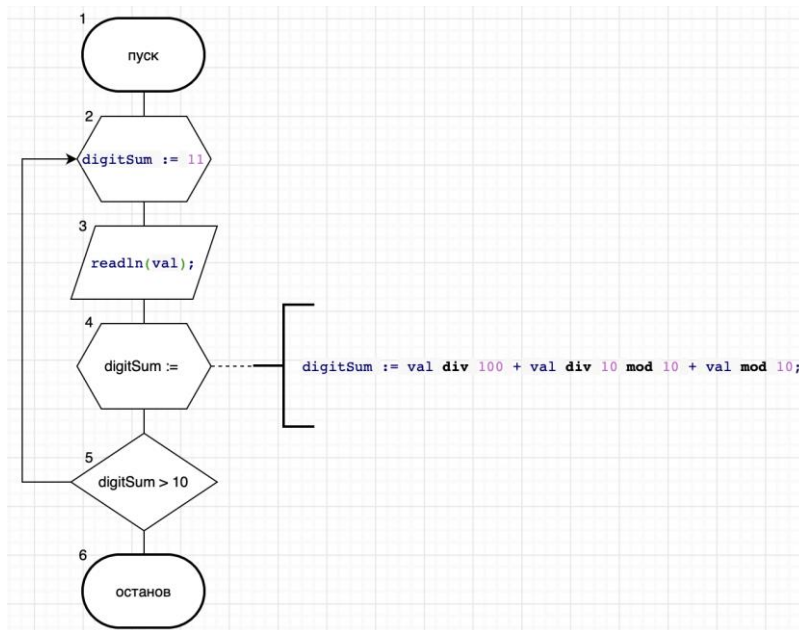 1
пуск
2
digitSum := 11
3
readln(val);
4
digitSum :=
digitSum := val div 100 + val div 10 mod 10 + val mod 10;
5
digitSum > 10
6
останов